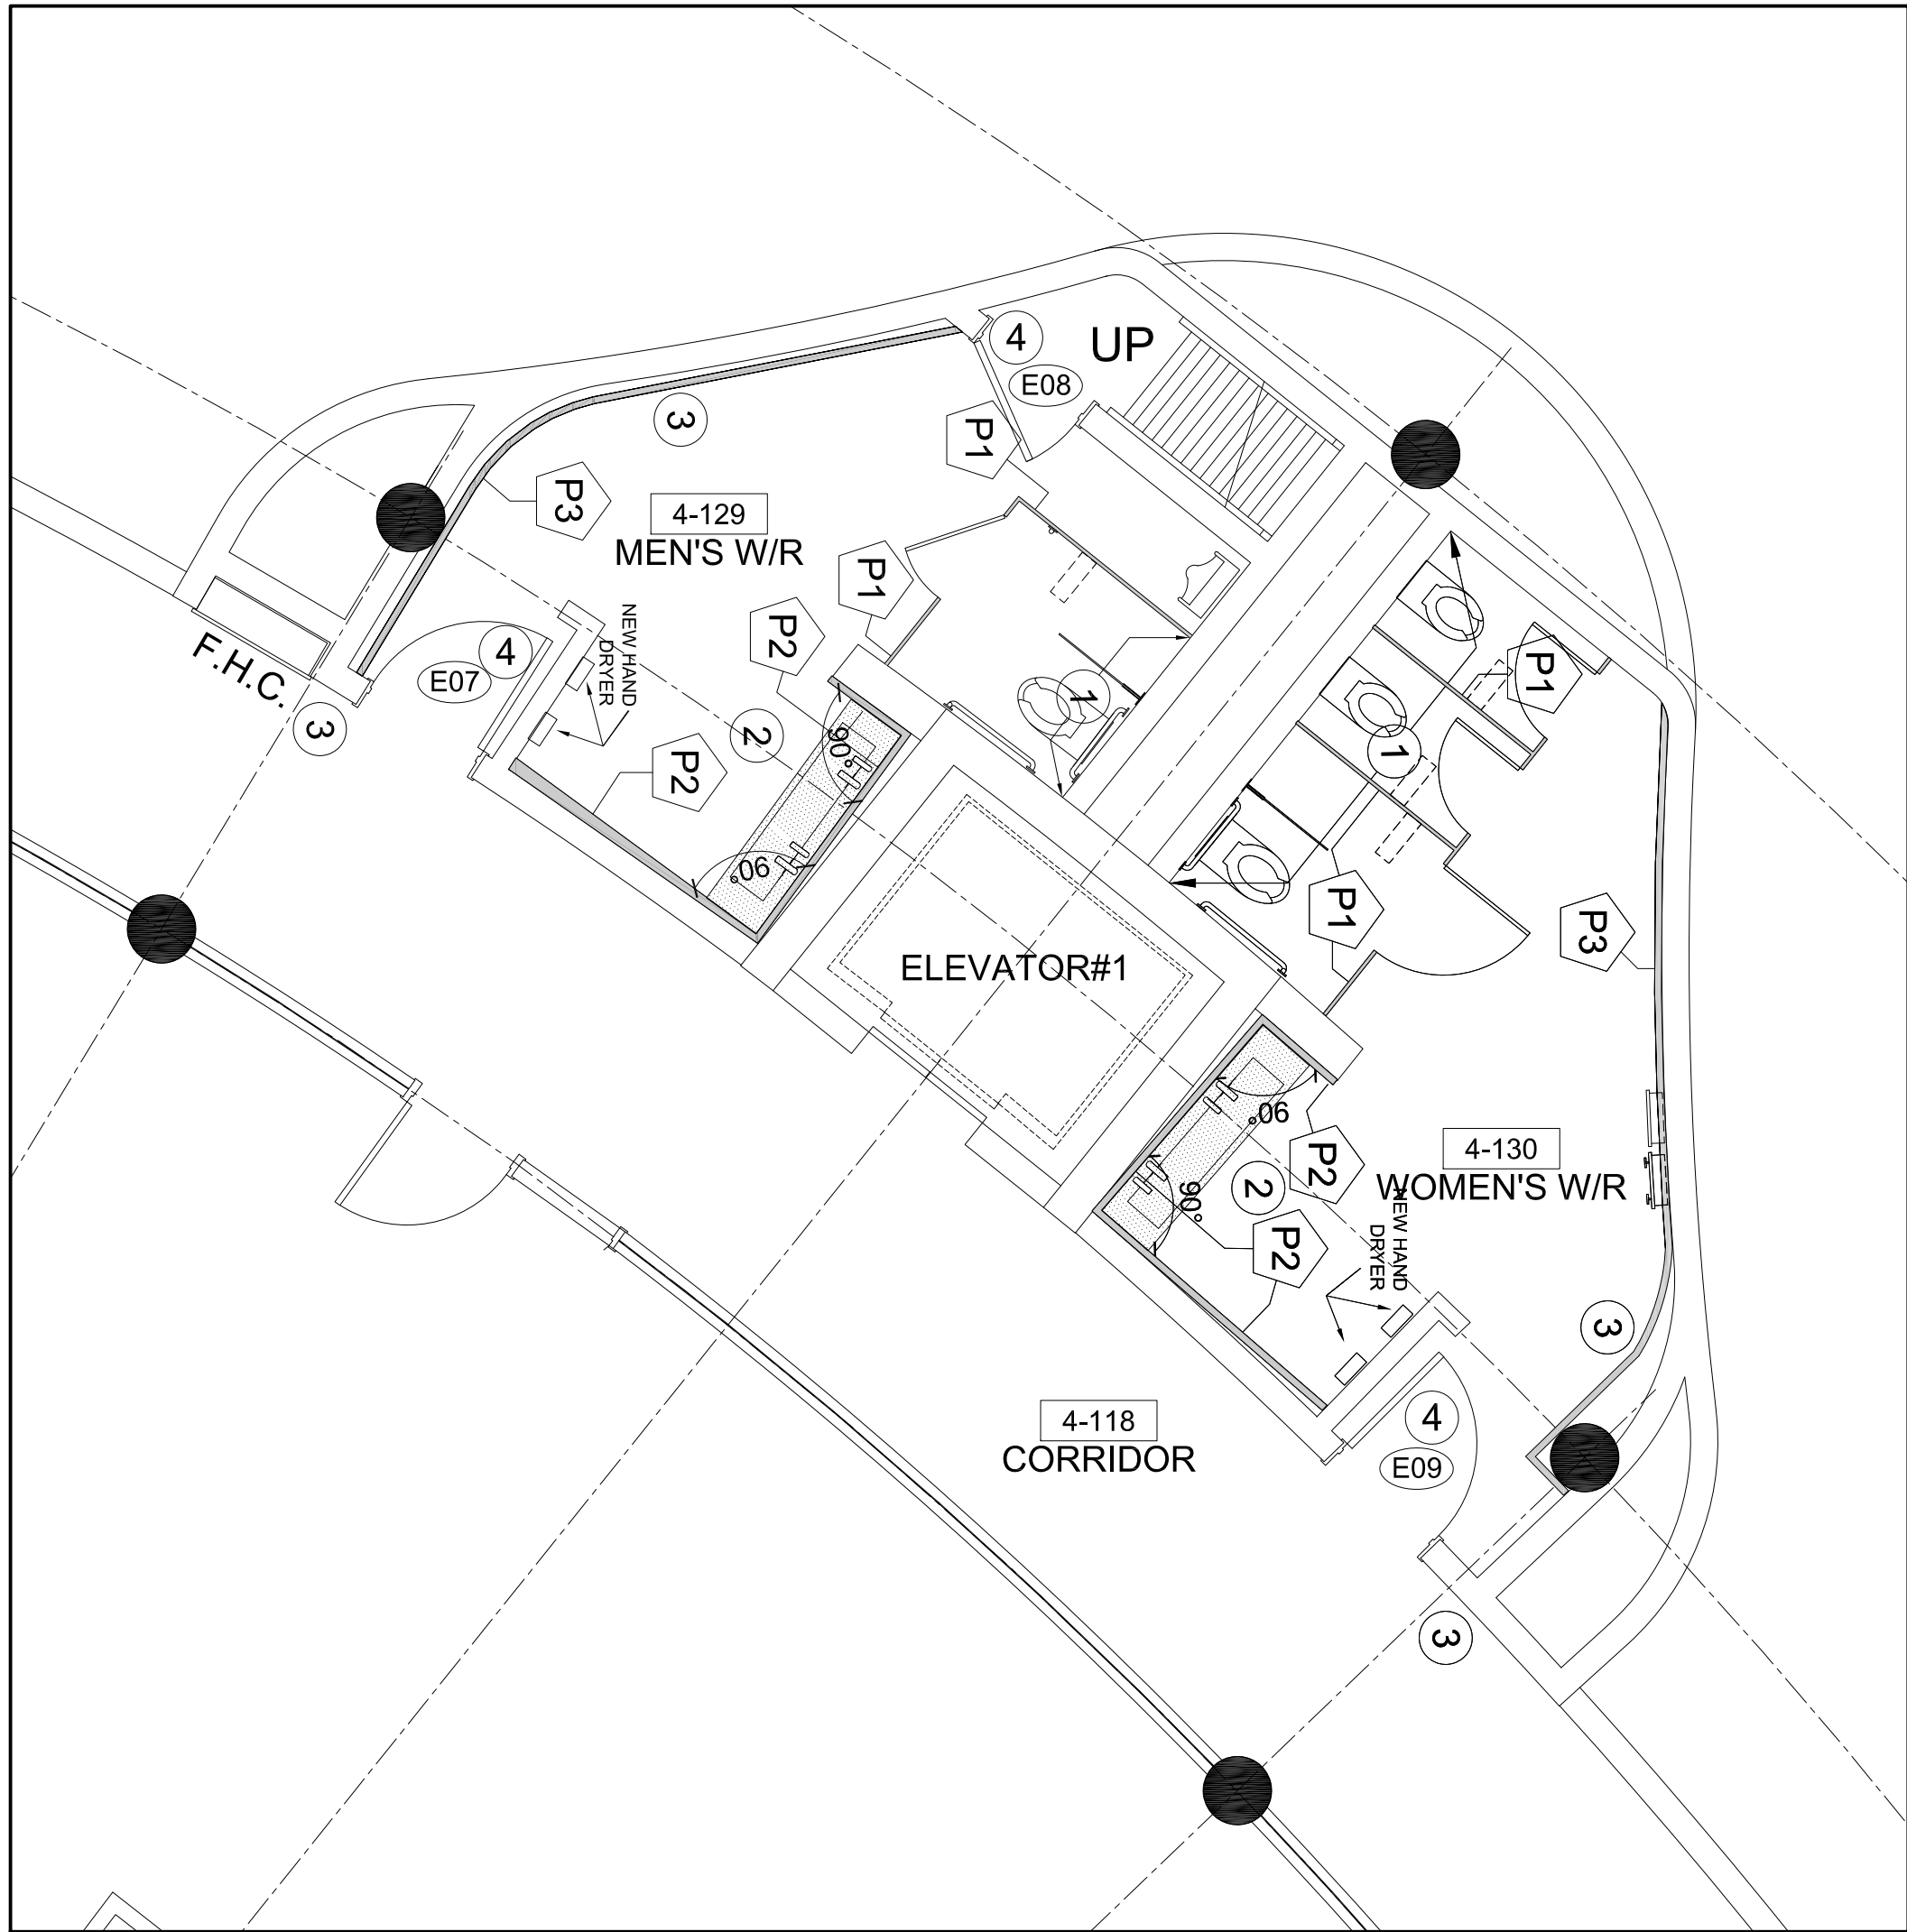 4
UP
E08
P1
3
P3
4-129
MEN'S W/R
P1
P2
NEW HAND
DRYER
4
E07
F.H.C.
3
2
P2
90°
90°
1
P1
1
P1
P3
ELEVATOR#1
90°
90°
2
P2
4-130
WOMEN'S W/R
P2
NEW HAND
DRYER
3
4-118
CORRIDOR
4
E09
3